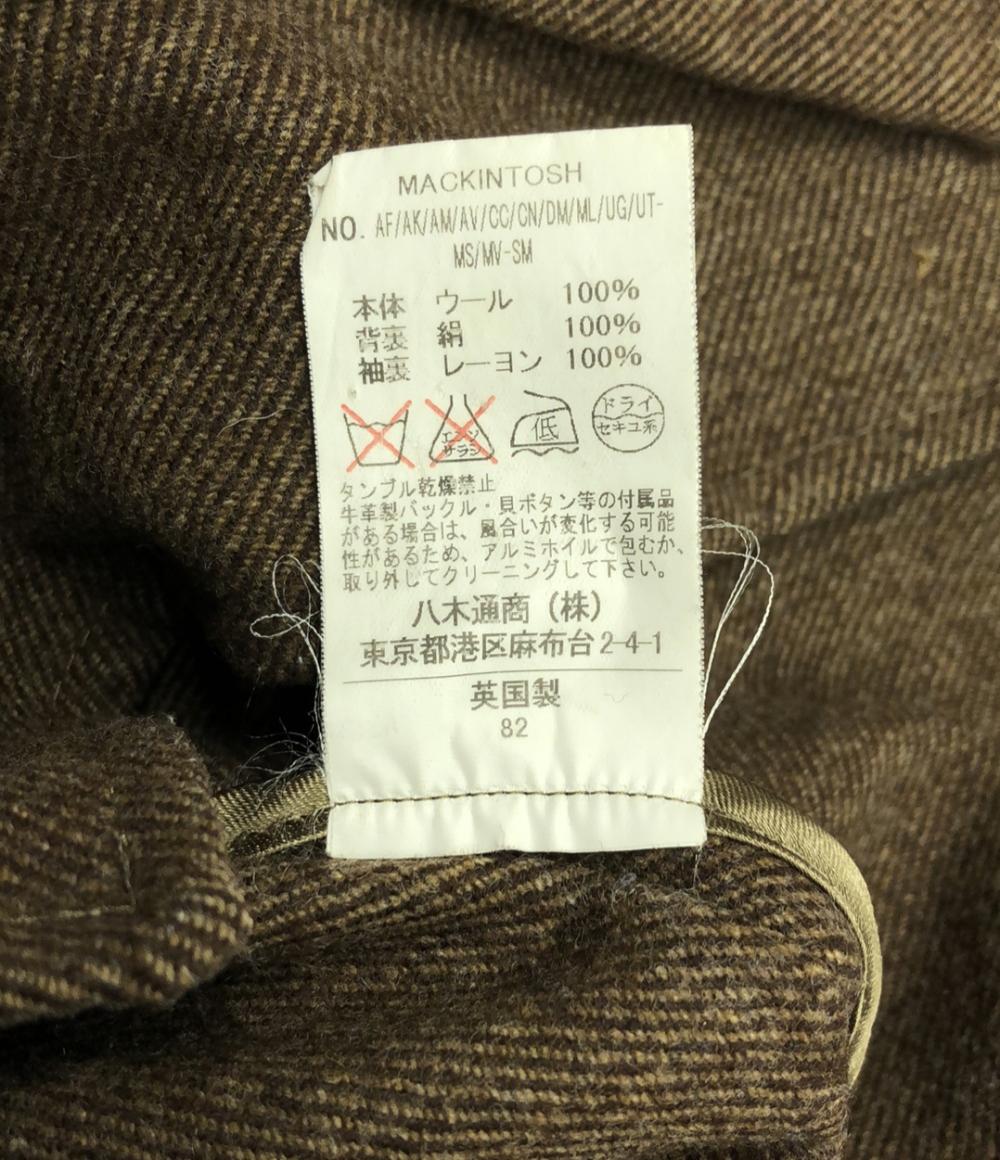 MACKINTOSH
NO. AF/AK/AM/AV/CC/CN/DM/ML/UG/UT-
MS/MV-SM
本体 ウール 100%
背裏 絹 100%
袖裏 レーヨン 100%
エンソ
サラシ
低
ドライ
セキユ系
タンブル乾燥禁止
牛革製バックル・貝ボタン等の付属品
がある場合は、風合いが変化する可能
性があるため、アルミホイルで包むか、
取り外してクリーニングして下さい。
八木通商（株）
東京都港区麻布台2-4-1
英国製
82